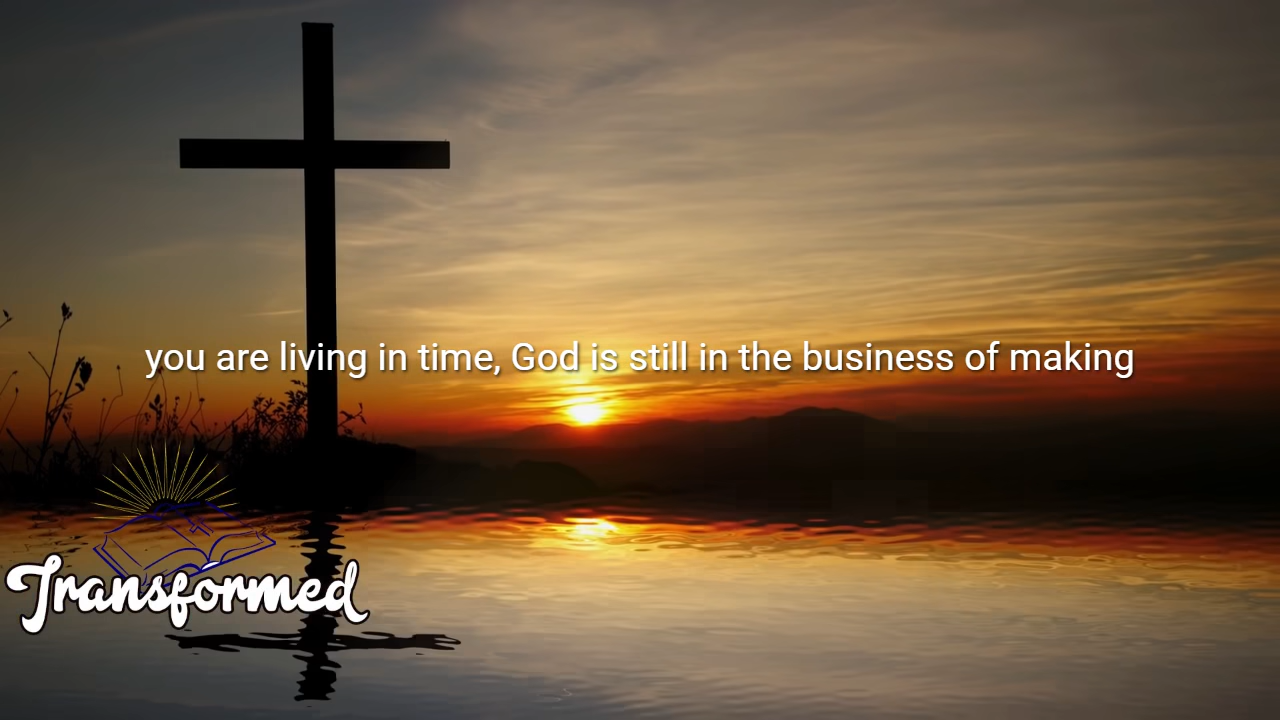 you are living in time, God is still in the business of making
Transformed